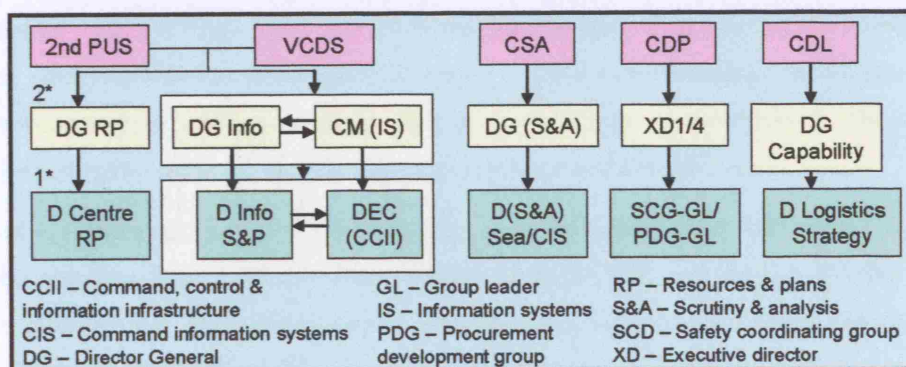 2nd PUS
VCDS
CSA
CDP
CDL
2*
DG RP
DG Info
CM (IS)
DG (S&A)
XD1/4
DG
Capability
1*
D Centre
RP
D Info
S&P
DEC
(CCII)
D(S&A)
Sea/CIS
SCG-GL/
PDG-GL
D Logistics
Strategy
CCII – Command, control &
information infrastructure
CIS – Command information systems
DG – Director General
GL – Group leader
IS – Information systems
PDG – Procurement
development group
RP – Resources & plans
S&A – Scrutiny & analysis
SCD – Safety coordinating group
XD – Executive director